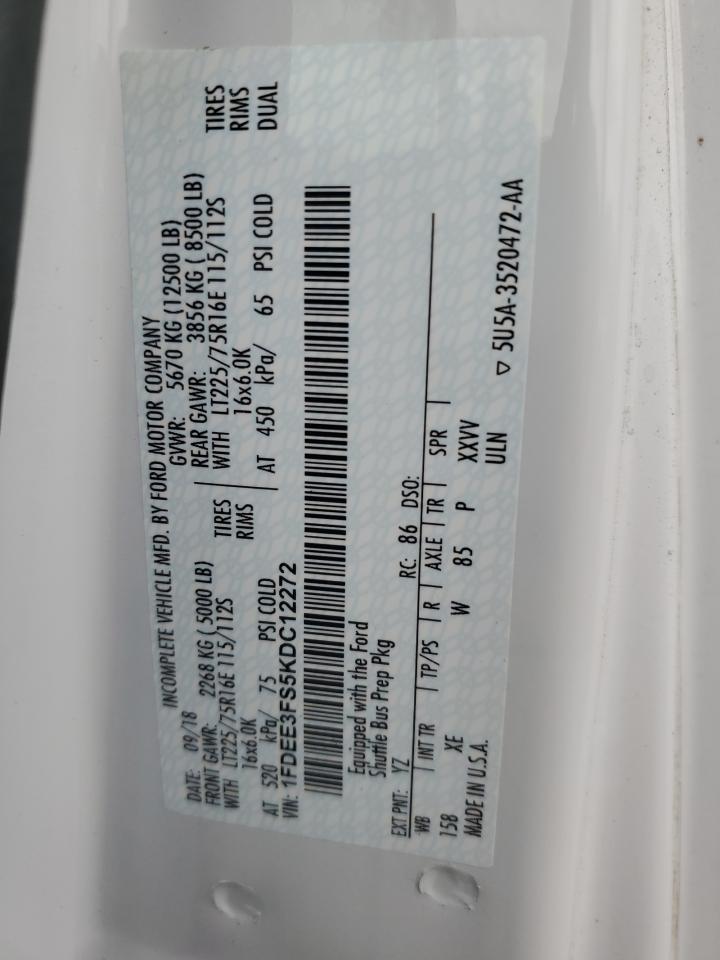 INCOMPLETE VEHICLE MFD. BY FORD MOTOR COMPANY
DATE: 09/18 GVWR: 5670 KG (12500 LB)
FRONT GAWR: 2268 KG ( 5000 LB) REAR GAWR: 3856 KG ( 8500 LB)
WITH LT225/75R16E 115/112S TIRES WITH LT225/75R16E 115/112S TIRES
16x6.0K RIMS 16x6.0K RIMS
AT 520 kPa/ 75 PSI COLD AT 450 kPa/ 65 PSI COLD DUAL
VIN: 1FDEE3FS5KDC12272
Equipped with the Ford
Shuttle Bus Prep Pkg
EXT PNT: YZ RC: 86 DSO:
WB | INT TR | TP/PS | R | AXLE | TR | SPR |
158 XE W 85 P XXVV
MADE IN U.S.A. ULN
▽ 5U5A-3520472-AA